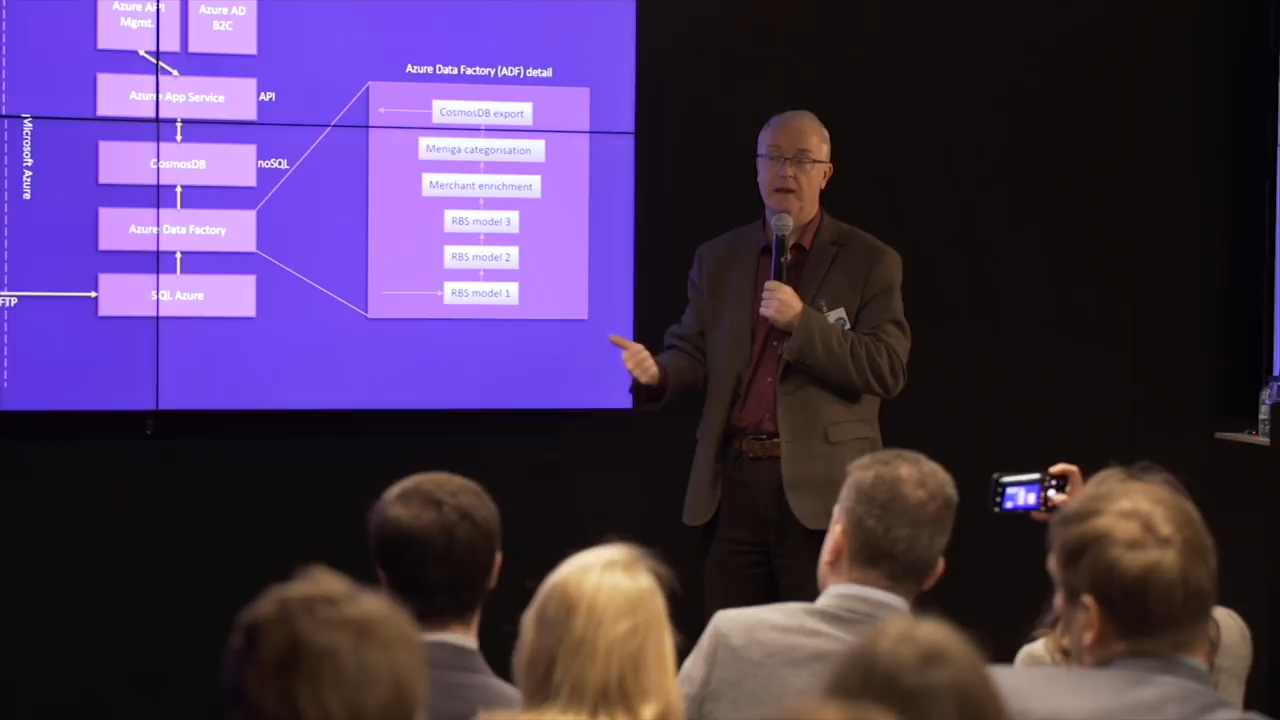 Azure API
Mgmt.
Azure AD
B2C
Azure App Service
API
CosmosDB
noSQL
Azure Data Factory
SQL Azure
FTP
Microsoft Azure
Azure Data Factory (ADF) detail
CosmosDB export
Meniga categorisation
Merchant enrichment
RBS model 3
RBS model 2
RBS model 1